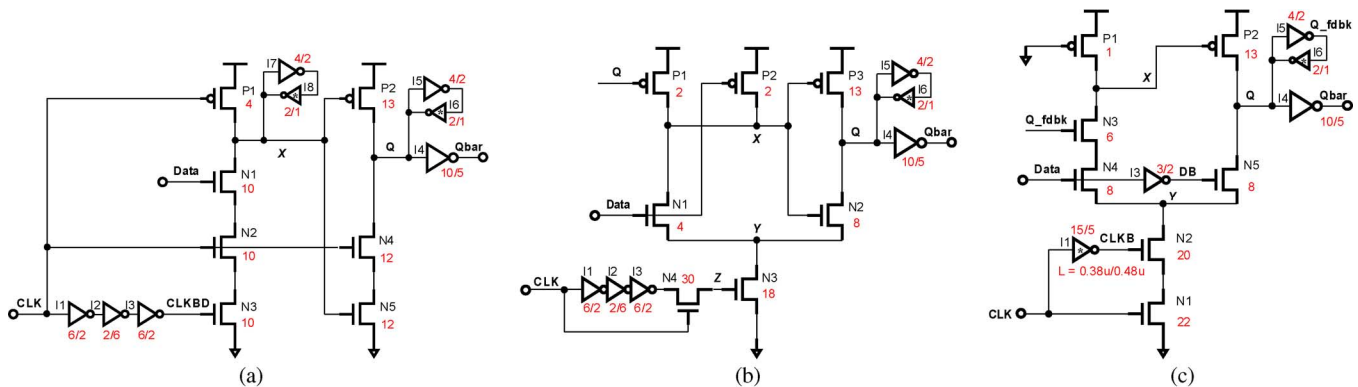 I7
4/2
P1
4
I8
2/1
P2
13
I5
4/2
I6
2/1
X
Q
I4
Qbar
10/5
Data
N1
10
N2
10
N4
12
CLK
I1
I2
I3
CLKBD
6/2
2/6
6/2
N3
10
N5
12
(a)
Q
P1
2
P2
2
P3
13
I5
4/2
I6
2/1
X
Q
I4
Qbar
10/5
Data
N1
4
N2
8
Y
CLK
I1
I2
I3
6/2
2/6
6/2
N4
30
Z
N3
18
(b)
P1
1
P2
13
4/2
Q_fdbk
I5
I6
2/1
X
Q
I4
Qbar
10/5
Q_fdbk
N3
6
Data
N4
8
I3
3/2
DB
N5
8
Y
15/5
I1
*
CLKB
L = 0.38u/0.48u
N2
20
CLK
N1
22
(c)